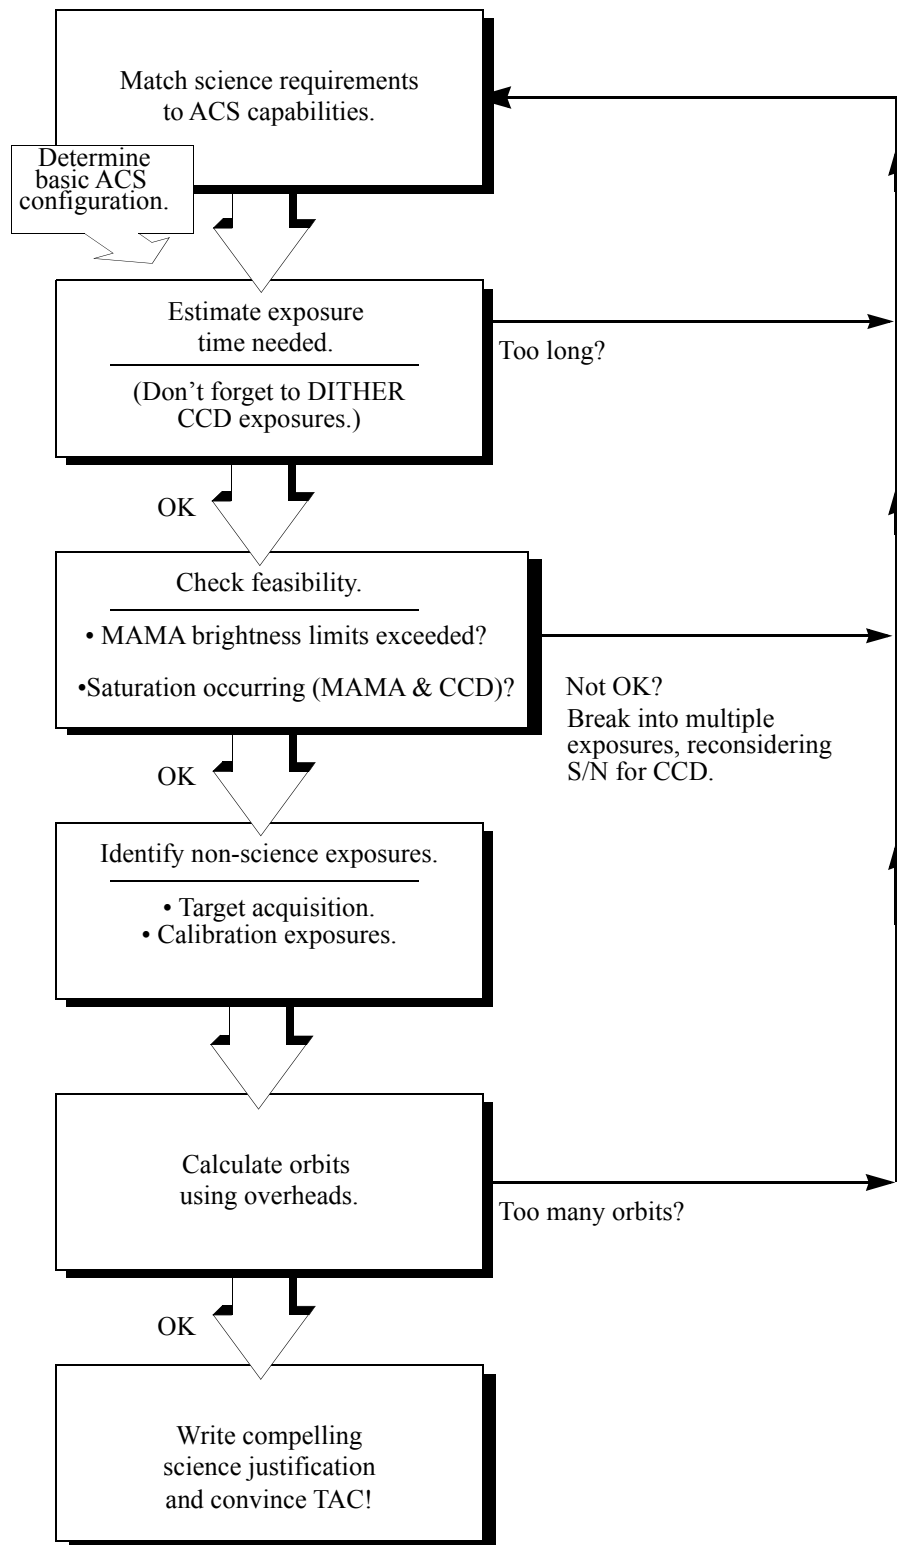 Match science requirements
to ACS capabilities.
Determine
basic ACS
configuration.
Estimate exposure
time needed.
Too long?
(Don’t forget to DITHER
CCD exposures.)
OK
Check feasibility.
• MAMA brightness limits exceeded?
•Saturation occurring (MAMA & CCD)?
Not OK?
Break into multiple
exposures, reconsidering
S/N for CCD.
OK
Identify non-science exposures.
• Target acquisition.
• Calibration exposures.
Calculate orbits
using overheads.
Too many orbits?
OK
Write compelling
science justification
and convince TAC!